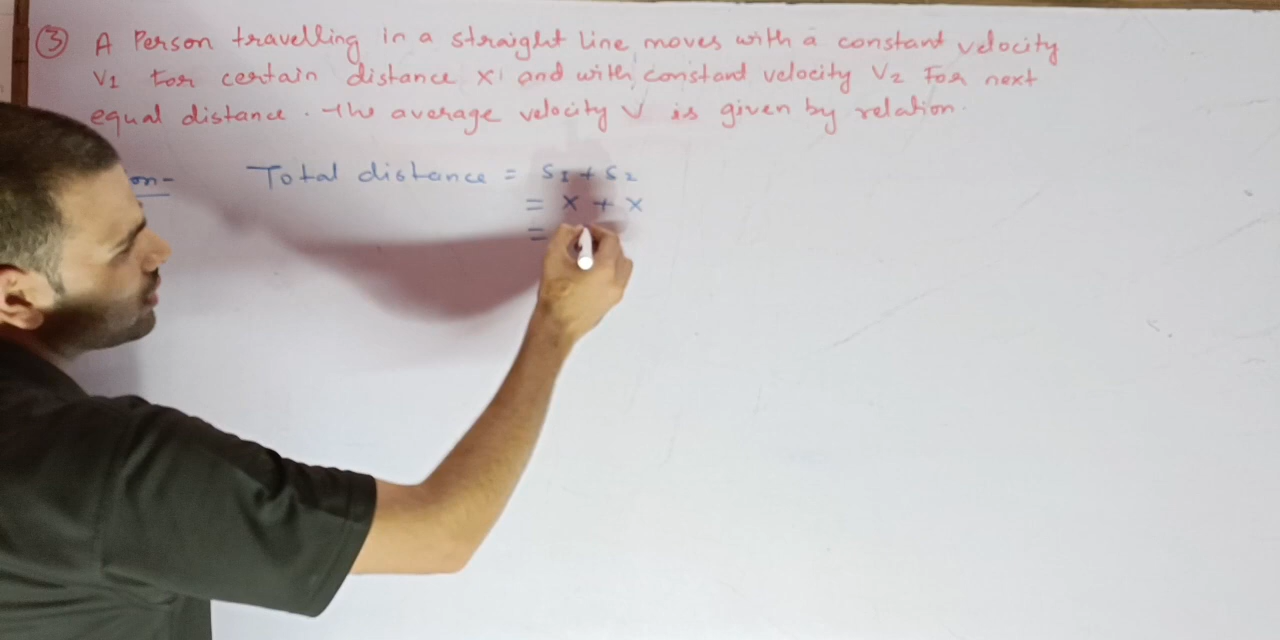 ③ A Person travelling in a straight line, moves with a constant velocity
V1 for certain distance 'x' and with constant velocity V2 for next
equal distance. the average velocity V is given by relation.
on- Total distance = S1 + S2
= x + x
=